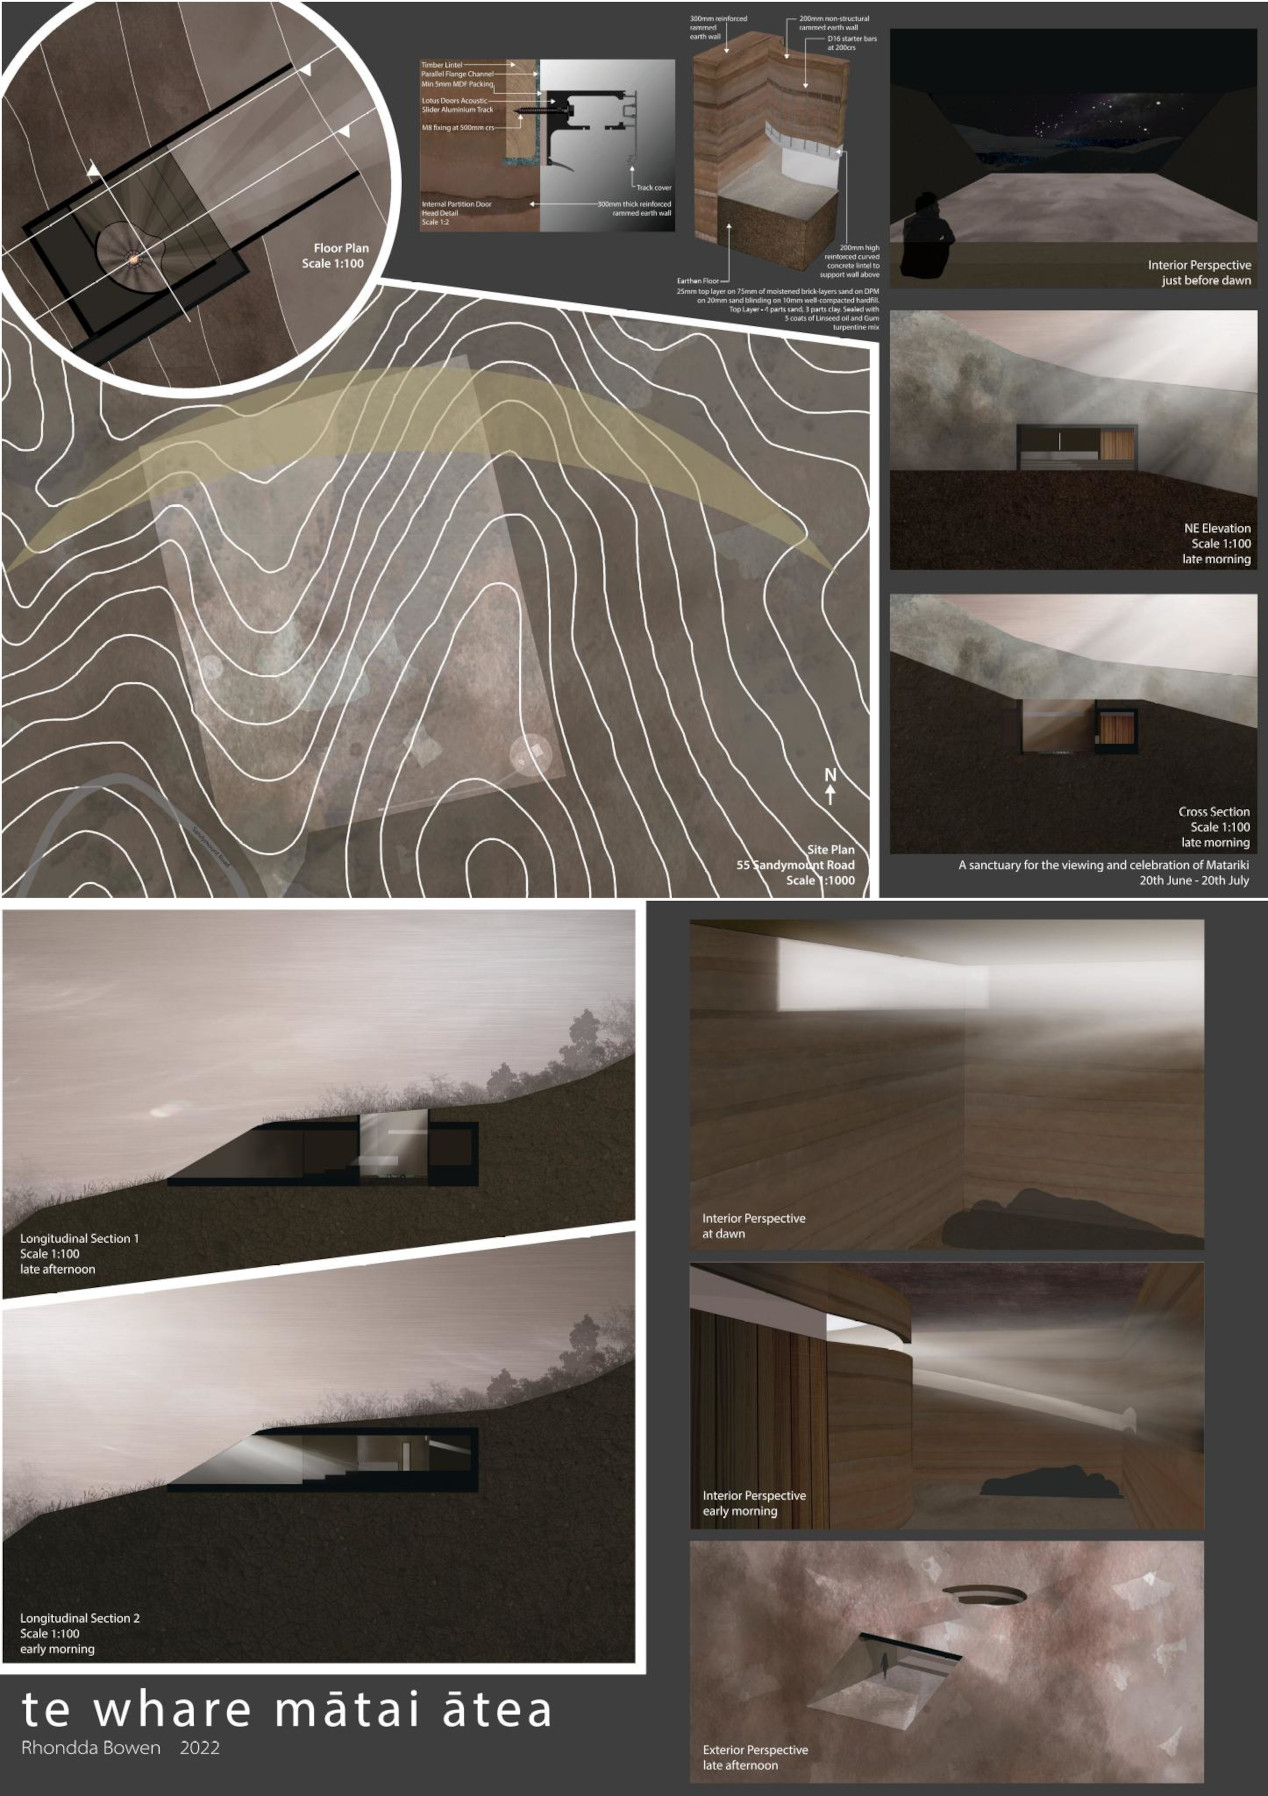 Floor Plan
Scale 1:100
Timber Lintel
Parallel Flange Channel
Min 5mm MDF Packing
Lotus Doors Acoustic
Slider Aluminium Track
M8 fixing at 500mm crs
Track cover
Internal Partition Door
Head Detail
Scale 1:2
300mm thick reinforced
rammed earth wall
300mm reinforced
rammed
earth wall
200mm non-structural
rammed earth wall
D16 starter bars
at 200crs
200mm high
reinforced curved
concrete lintel to
support wall above
Earthen Floor
25mm top layer on 75mm of moistened brick-layers sand on DPM
on 20mm sand blinding on 10mm well-compacted hardfill.
Top Layer - 4 parts sand, 3 parts clay. Sealed with
5 coats of Linseed oil and Gum
turpentine mix
Interior Perspective
just before dawn
NE Elevation
Scale 1:100
late morning
Cross Section
Scale 1:100
late morning
N
Sandymount Road
Site Plan
55 Sandymount Road
Scale 1:1000
A sanctuary for the viewing and celebration of Matariki
20th June - 20th July
Longitudinal Section 1
Scale 1:100
late afternoon
Longitudinal Section 2
Scale 1:100
early morning
Interior Perspective
at dawn
Interior Perspective
early morning
Exterior Perspective
late afternoon
te whare mātai ātea
Rhondda Bowen 2022